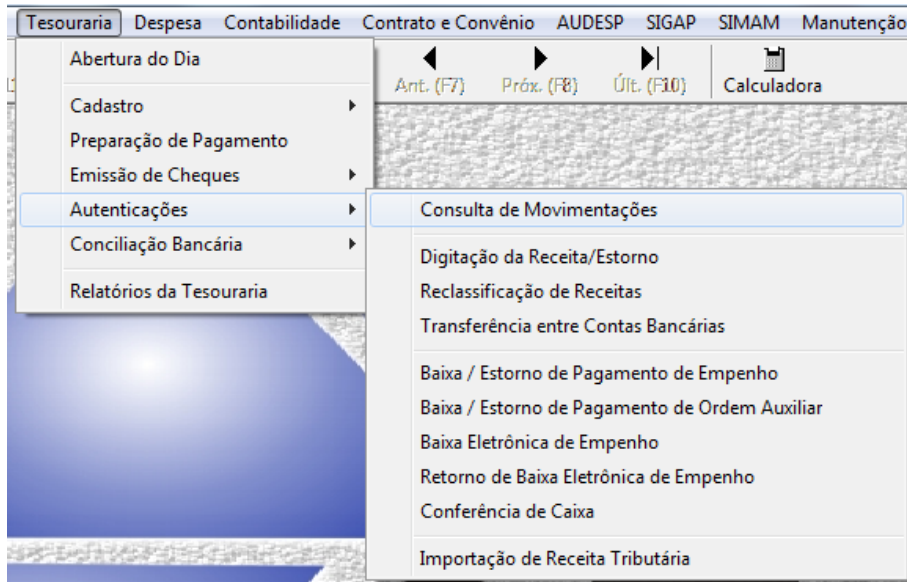 Tesouraria Despesa Contabilidade Contrato e Convênio AUDESP SIGAP SIMAM Manutenção
Ant. (F7) Próx. (F8) Últ. (F10) Calculadora
Abertura do Dia
Cadastro
Preparação de Pagamento
Emissão de Cheques
Autenticações
Conciliação Bancária
Relatórios da Tesouraria
Consulta de Movimentações
Digitação da Receita/Estorno
Reclassificação de Receitas
Transferência entre Contas Bancárias
Baixa / Estorno de Pagamento de Empenho
Baixa / Estorno de Pagamento de Ordem Auxiliar
Baixa Eletrônica de Empenho
Retorno de Baixa Eletrônica de Empenho
Conferência de Caixa
Importação de Receita Tributária